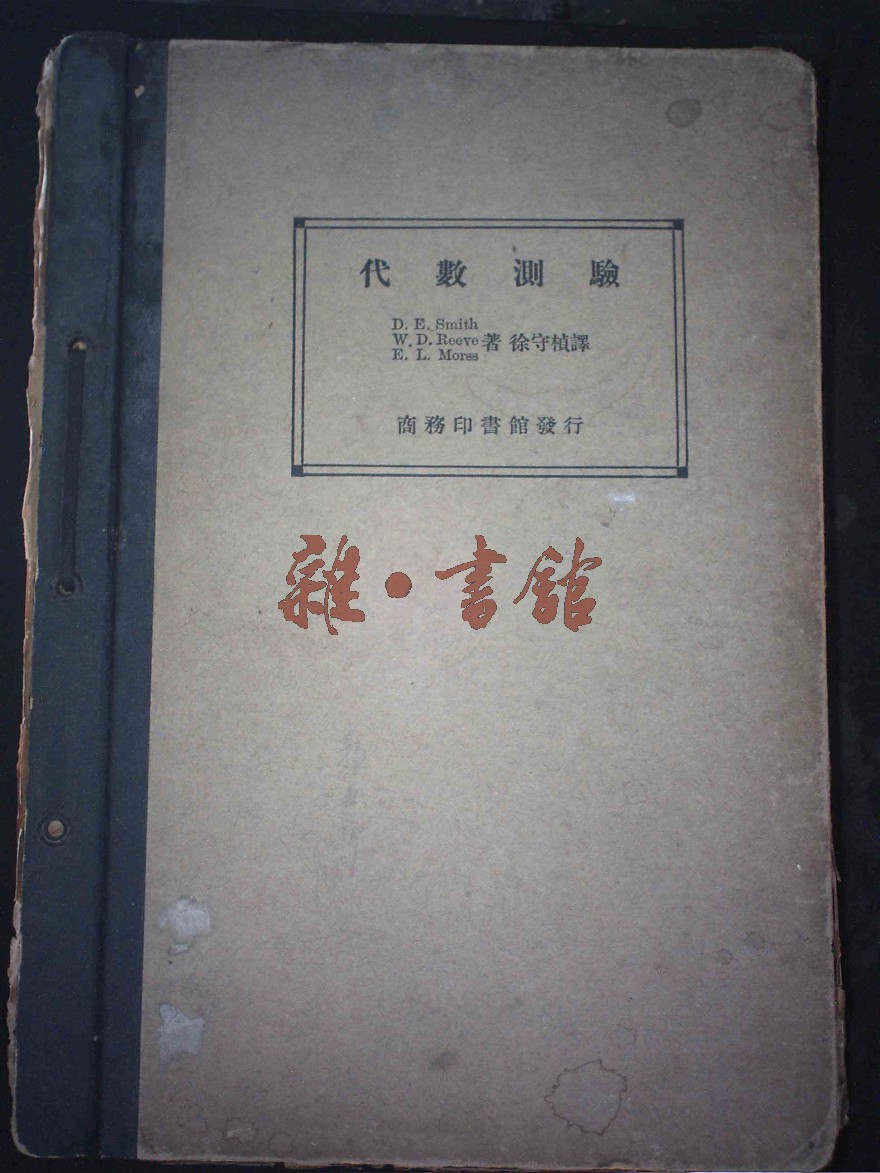 代數測驗
D. E. Smith
W. D. Reeve 著 徐守楨譯
E. L. Morss
商務印書館發行
雜·書館